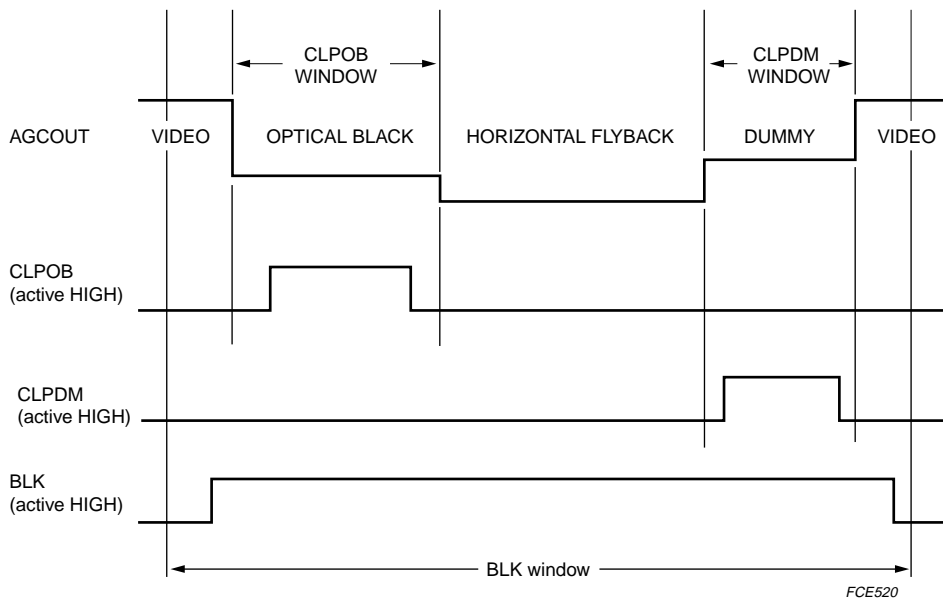 CLPOB
WINDOW
CLPDM
WINDOW
AGCOUT
VIDEO
OPTICAL BLACK
HORIZONTAL FLYBACK
DUMMY
VIDEO
CLPOB
(active HIGH)
CLPDM
(active HIGH)
BLK
(active HIGH)
BLK window
FCE520